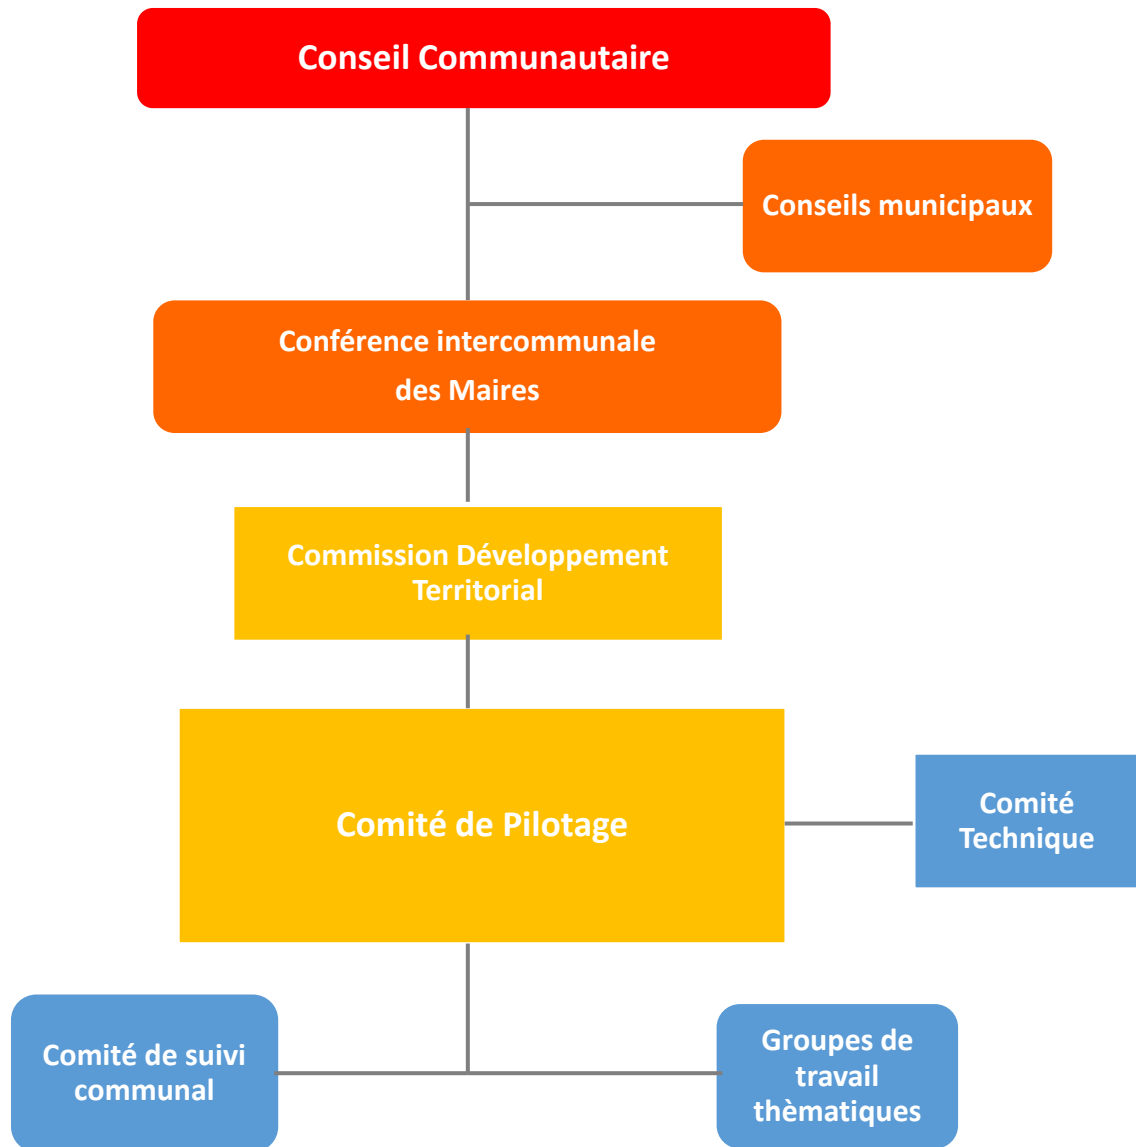 Conseil Communautaire
Conseils municipaux
Conférence intercommunale
des Maires
Commission Développement
Territorial
Comité de Pilotage
Comité
Technique
Comité de suivi
communal
Groupes de
travail
thèmatiques